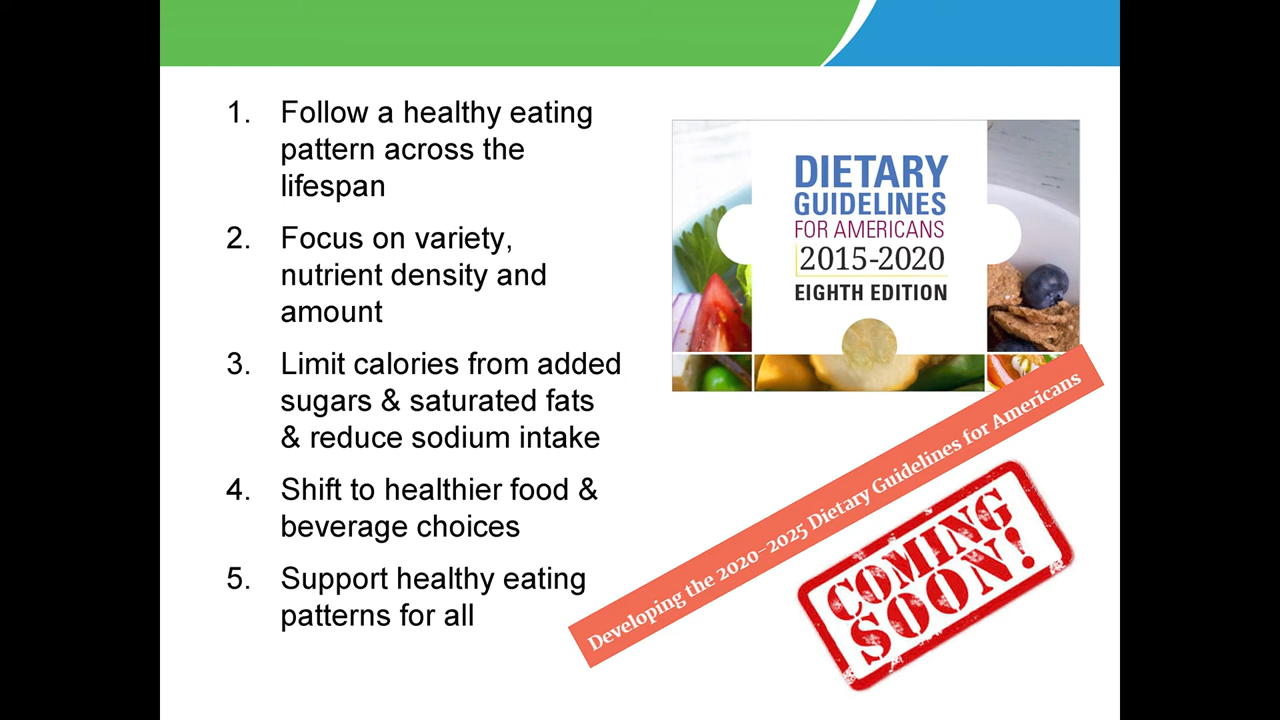 1. Follow a healthy eating
pattern across the
lifespan
2. Focus on variety,
nutrient density and
amount
3. Limit calories from added
sugars & saturated fats
& reduce sodium intake
4. Shift to healthier food &
beverage choices
5. Support healthy eating
patterns for all
DIETARY
GUIDELINES
FOR AMERICANS
2015-2020
EIGHTH EDITION
Developing the 2020–2025 Dietary Guidelines for Americans
COMING
SOON!